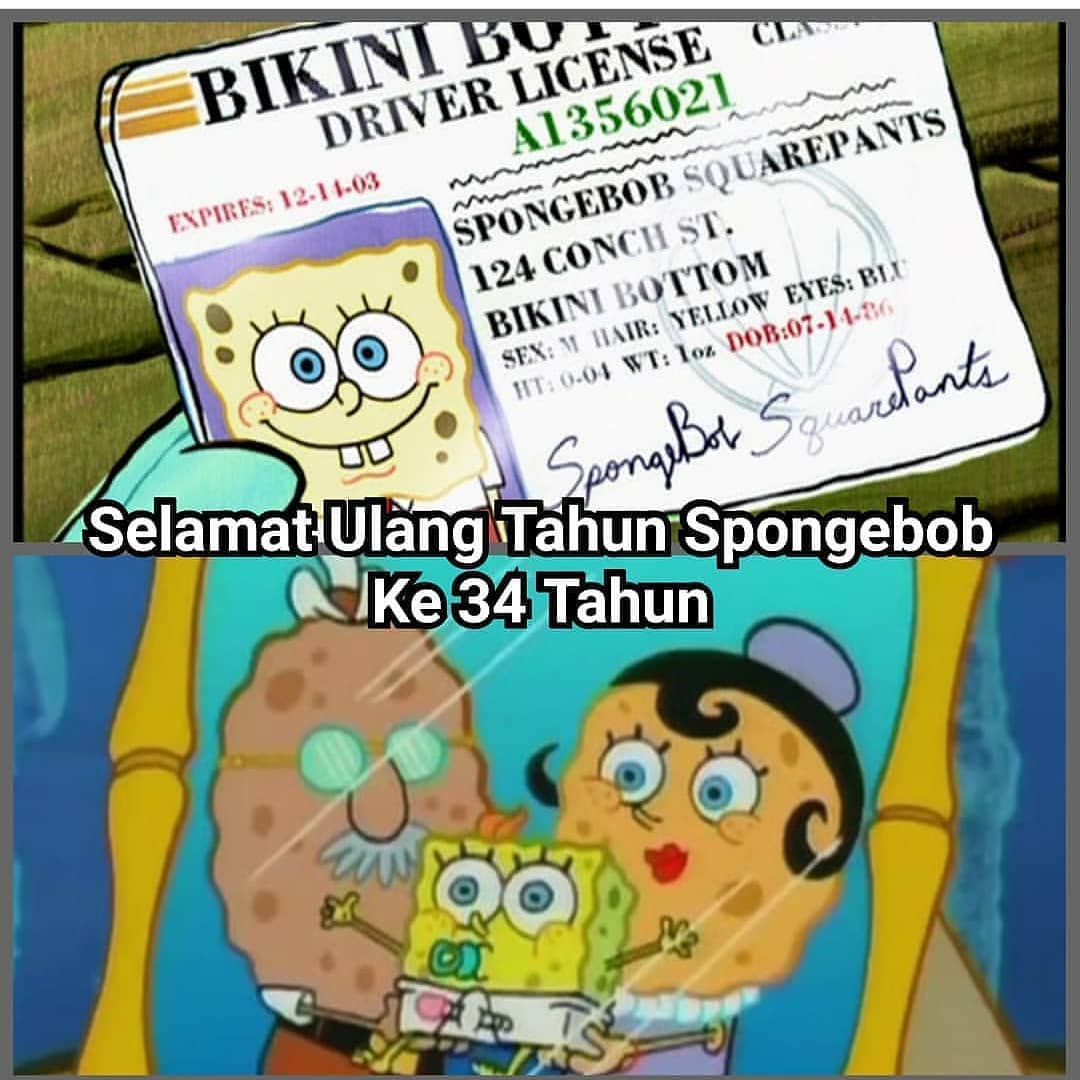 BIKINI
DRIVER LICENSE
A1356021
EXPIRES: 12-14-03
SPONGEBOB SQUAREPANTS
124 CONCH ST.
BIKINI BOTTOM
SEX: M HAIR: YELLOW EYES: BLU
HT: 0-04 WT: 1oz DOB:07-14-86
SpongeBob SquarePants
Selamat Ulang Tahun Spongebob
Ke 34 Tahun